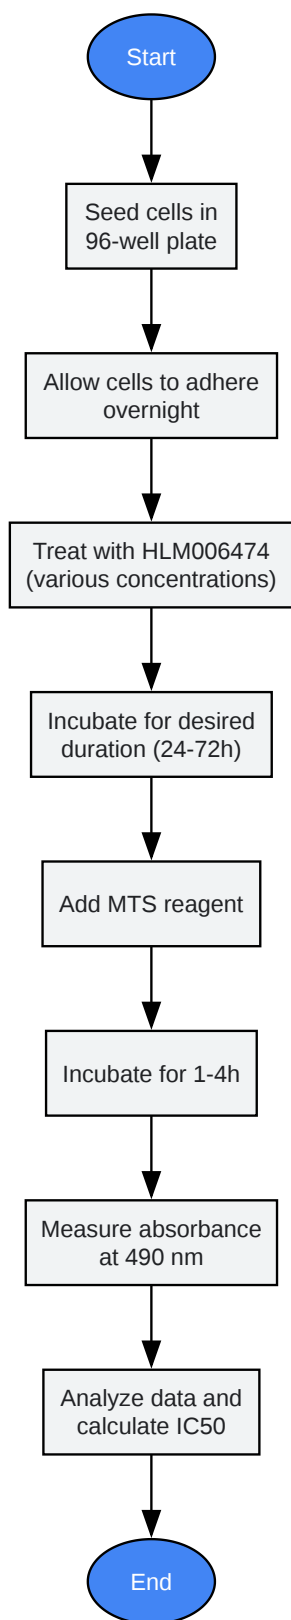 Start
Seed cells in
96-well plate
Allow cells to adhere
overnight
Treat with HLM006474
(various concentrations)
Incubate for desired
duration (24-72h)
Add MTS reagent
Incubate for 1-4h
Measure absorbance
at 490 nm
Analyze data and
calculate IC50
End